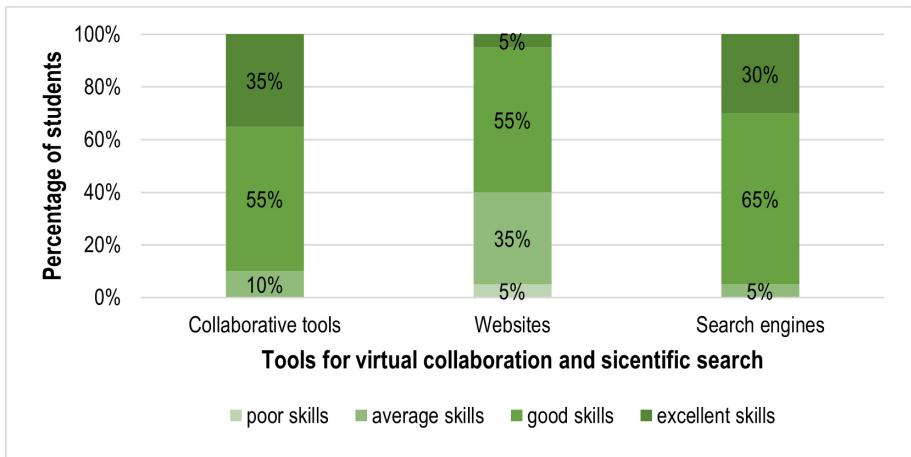 Percentage of students
100%
80%
60%
40%
20%
0%
35%
55%
10%
5%
55%
35%
5%
30%
65%
5%
Collaborative tools
Websites
Search engines
Tools for virtual collaboration and sicentific search
poor skills
average skills
good skills
excellent skills